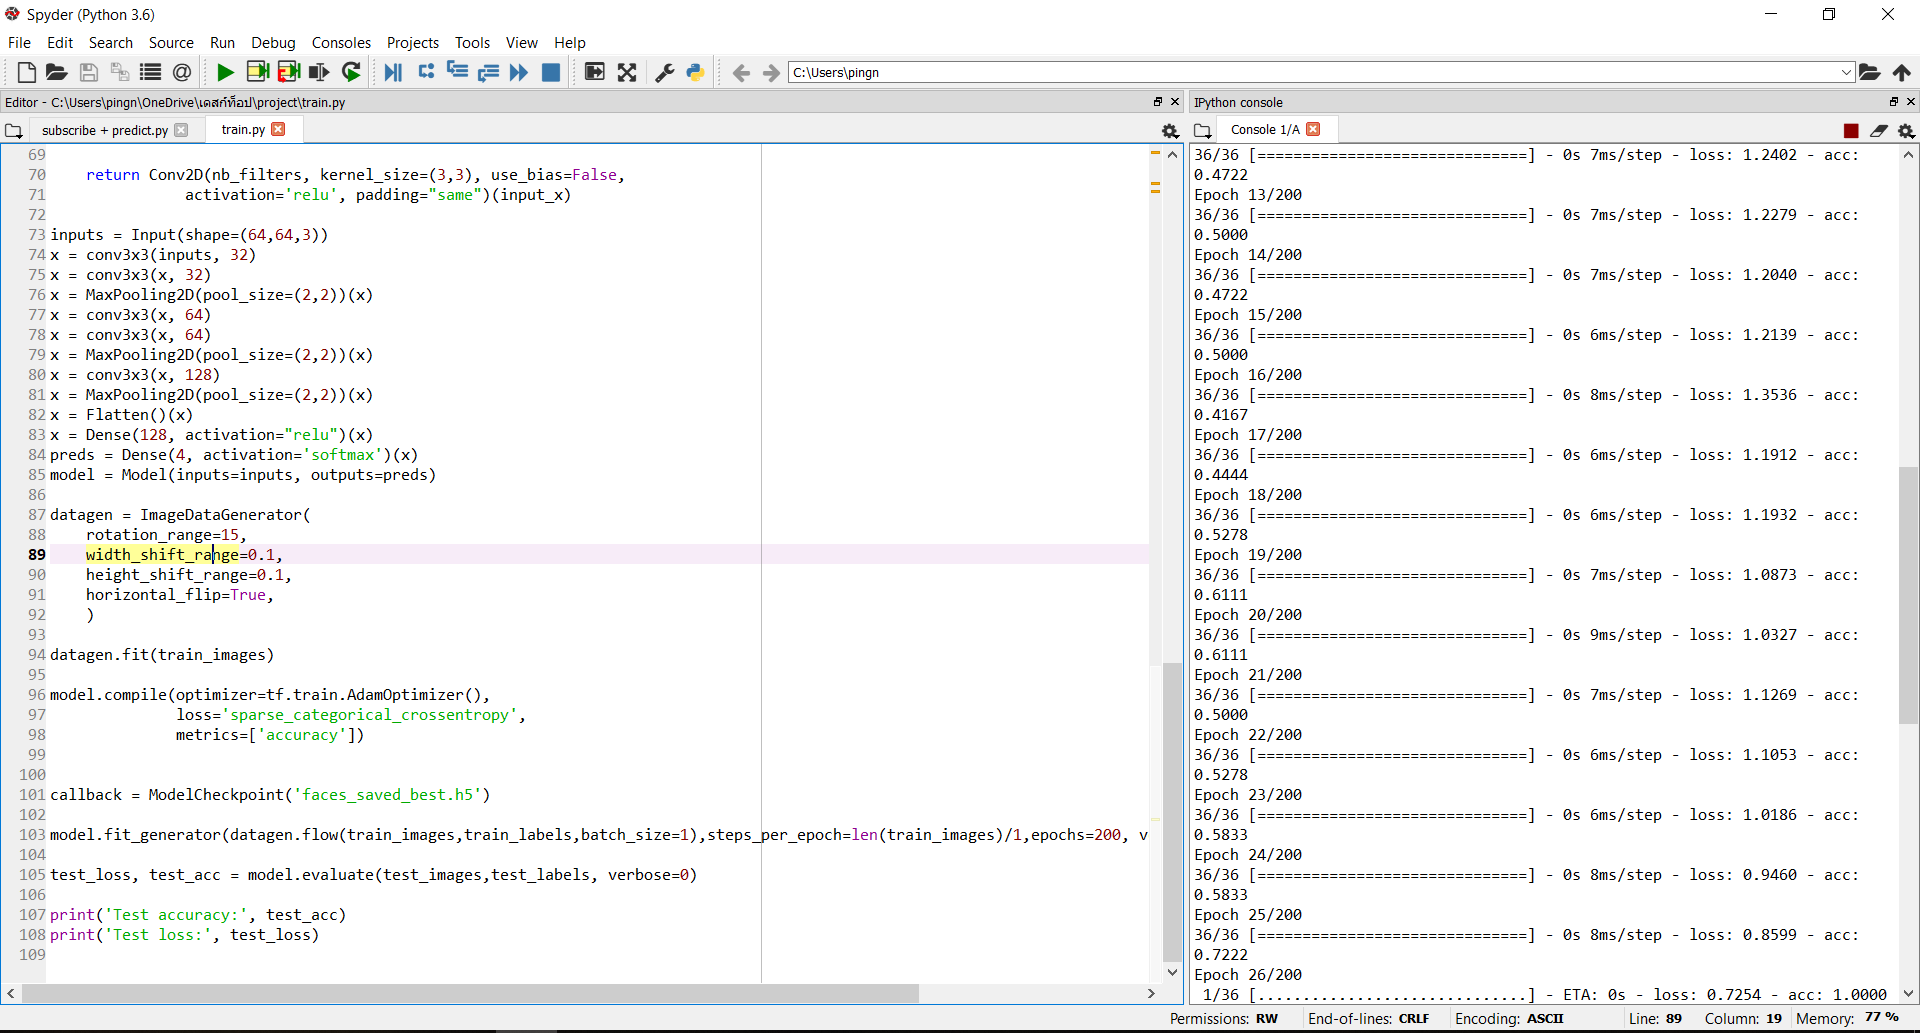 Spyder (Python 3.6)
File Edit Search Source Run Debug Consoles Projects Tools View Help
C:\Users\pingn
Editor - C:\Users\pingn\OneDrive\เดสก์ท็อป\project\train.py
subscribe + predict.py
train.py
69
70 return Conv2D(nb_filters, kernel_size=(3,3), use_bias=False,
71 activation='relu', padding="same")(input_x)
72
73 inputs = Input(shape=(64,64,3))
74 x = conv3x3(inputs, 32)
75 x = conv3x3(x, 32)
76 x = MaxPooling2D(pool_size=(2,2))(x)
77 x = conv3x3(x, 64)
78 x = conv3x3(x, 64)
79 x = MaxPooling2D(pool_size=(2,2))(x)
80 x = conv3x3(x, 128)
81 x = MaxPooling2D(pool_size=(2,2))(x)
82 x = Flatten()(x)
83 x = Dense(128, activation="relu")(x)
84 preds = Dense(4, activation='softmax')(x)
85 model = Model(inputs=inputs, outputs=preds)
86
87 datagen = ImageDataGenerator(
88 rotation_range=15,
89 width_shift_range=0.1,
90 height_shift_range=0.1,
91 horizontal_flip=True,
92 )
93
94 datagen.fit(train_images)
95
96 model.compile(optimizer=tf.train.AdamOptimizer(),
97 loss='sparse_categorical_crossentropy',
98 metrics=['accuracy'])
99
100
101 callback = ModelCheckpoint('faces_saved_best.h5')
102
103 model.fit_generator(datagen.flow(train_images,train_labels,batch_size=1),steps_per_epoch=len(train_images)/1,epochs=200, v
104
105 test_loss, test_acc = model.evaluate(test_images,test_labels, verbose=0)
106
107 print('Test accuracy:', test_acc)
108 print('Test loss:', test_loss)
109
IPython console
Console 1/A
36/36 [==============================] - 0s 7ms/step - loss: 1.2402 - acc:
0.4722
Epoch 13/200
36/36 [==============================] - 0s 7ms/step - loss: 1.2279 - acc:
0.5000
Epoch 14/200
36/36 [==============================] - 0s 7ms/step - loss: 1.2040 - acc:
0.4722
Epoch 15/200
36/36 [==============================] - 0s 6ms/step - loss: 1.2139 - acc:
0.5000
Epoch 16/200
36/36 [==============================] - 0s 8ms/step - loss: 1.3536 - acc:
0.4167
Epoch 17/200
36/36 [==============================] - 0s 6ms/step - loss: 1.1912 - acc:
0.4444
Epoch 18/200
36/36 [==============================] - 0s 6ms/step - loss: 1.1932 - acc:
0.5278
Epoch 19/200
36/36 [==============================] - 0s 7ms/step - loss: 1.0873 - acc:
0.6111
Epoch 20/200
36/36 [==============================] - 0s 9ms/step - loss: 1.0327 - acc:
0.6111
Epoch 21/200
36/36 [==============================] - 0s 7ms/step - loss: 1.1269 - acc:
0.5000
Epoch 22/200
36/36 [==============================] - 0s 6ms/step - loss: 1.1053 - acc:
0.5278
Epoch 23/200
36/36 [==============================] - 0s 6ms/step - loss: 1.0186 - acc:
0.5833
Epoch 24/200
36/36 [==============================] - 0s 8ms/step - loss: 0.9460 - acc:
0.5833
Epoch 25/200
36/36 [==============================] - 0s 8ms/step - loss: 0.8599 - acc:
0.7222
Epoch 26/200
1/36 [..............................] - ETA: 0s - loss: 0.7254 - acc: 1.0000
Permissions: RW End-of-lines: CRLF Encoding: ASCII Line: 89 Column: 19 Memory: 77 %